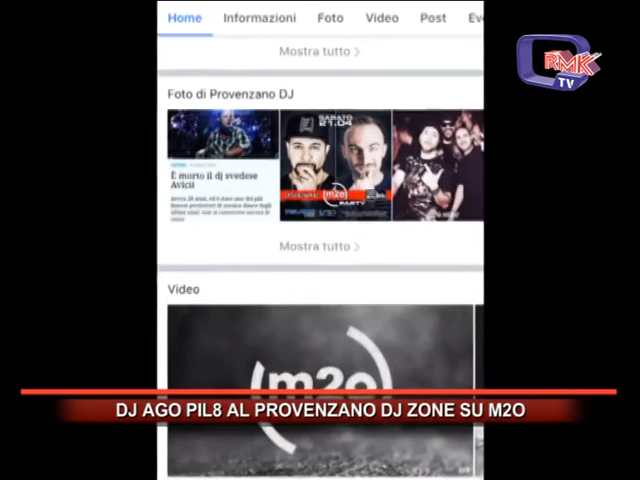 Home Informazioni Foto Video Post
RMK
TV
Mostra tutto >
Foto di Provenzano DJ
È morto il dj svedese
Avicii
SABATO
21.04
m2o
PARTY
Mostra tutto >
Video
m2o
DJ AGO PIL8 AL PROVENZANO DJ ZONE SU M2O